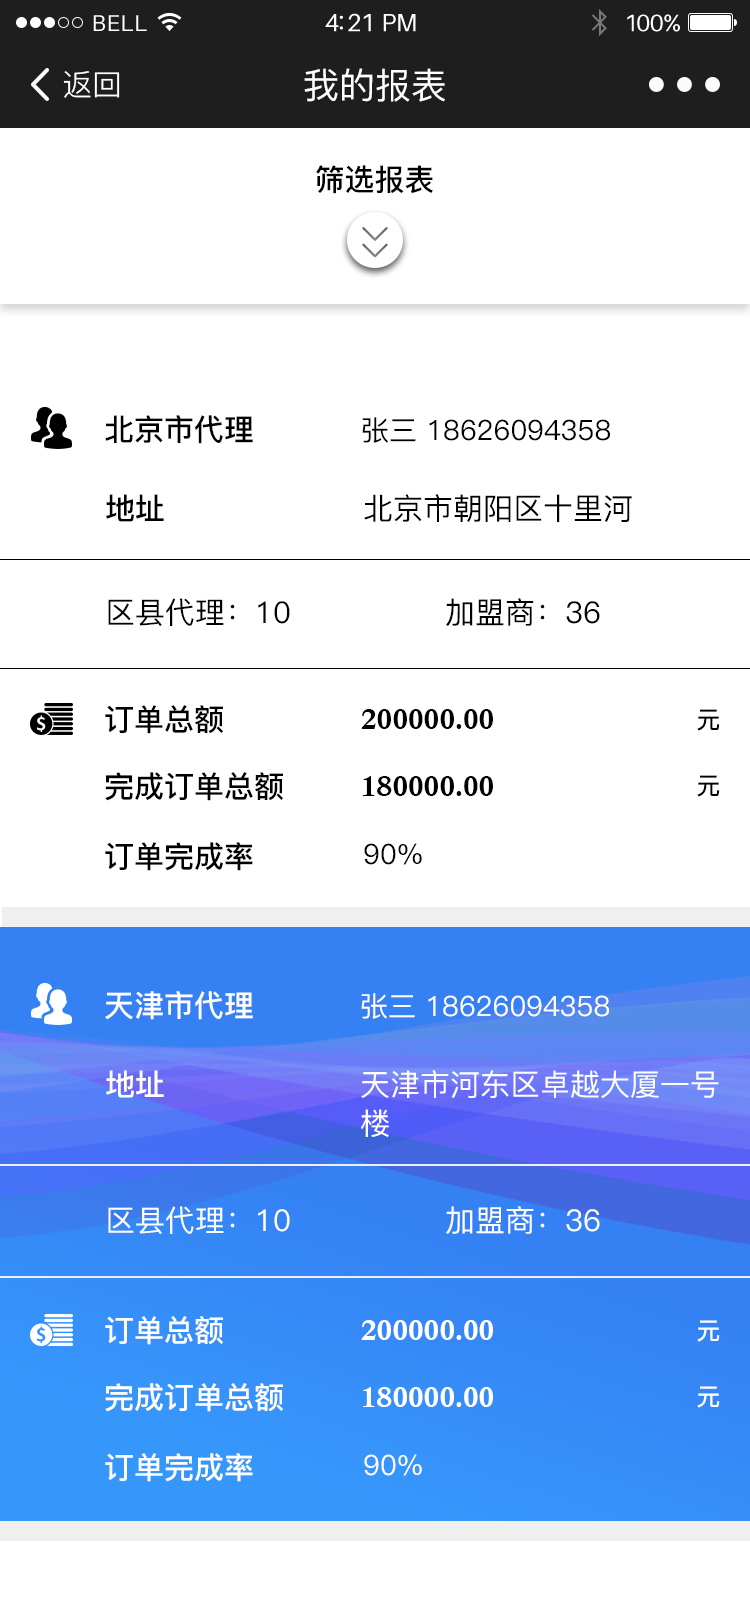 BELL 4:21 PM 100%
返回 我的报表
筛选报表
北京市代理 张三 18626094358
地址 北京市朝阳区十里河
区县代理：10 加盟商：36
订单总额 200000.00 元
完成订单总额 180000.00 元
订单完成率 90%
天津市代理 张三 18626094358
地址 天津市河东区卓越大厦一号
楼
区县代理：10 加盟商：36
订单总额 200000.00 元
完成订单总额 180000.00 元
订单完成率 90%